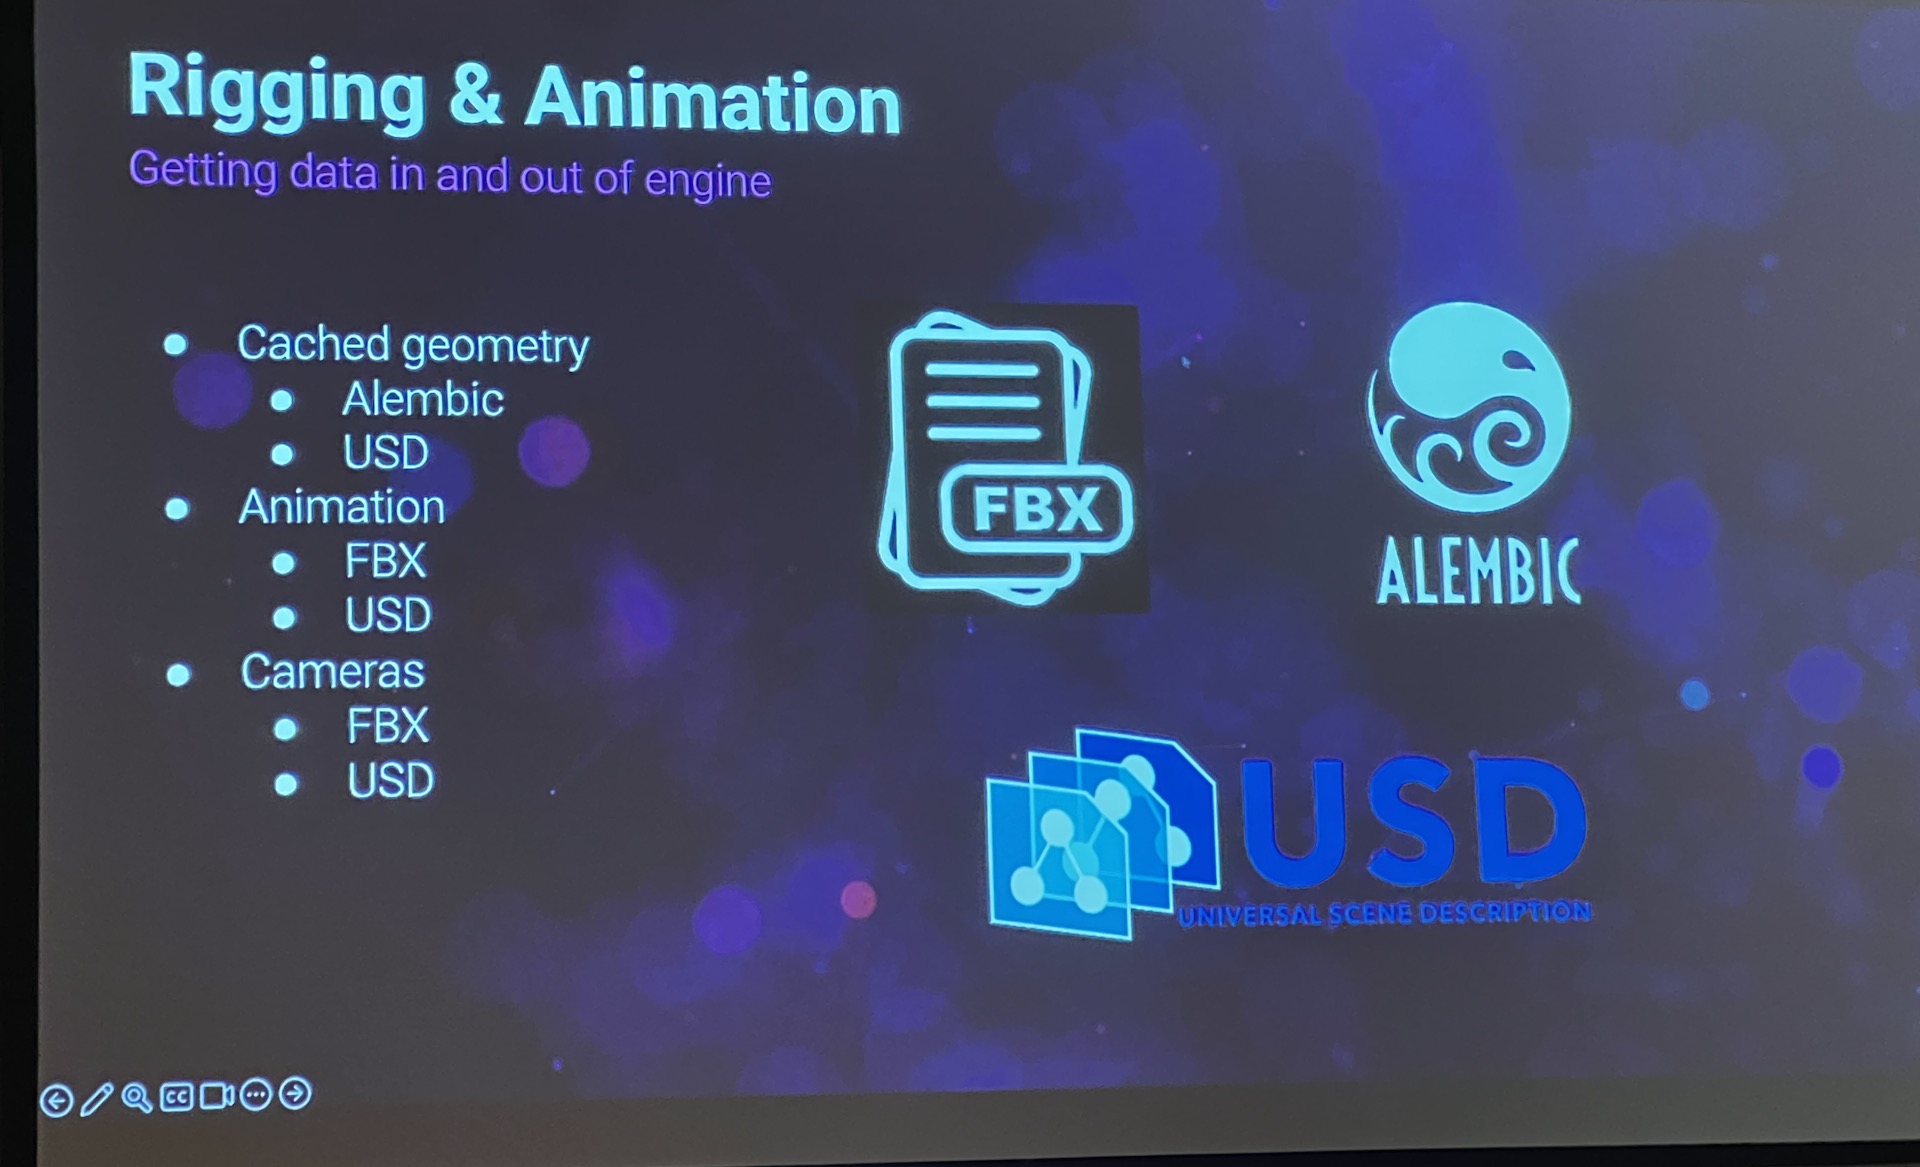 Rigging & Animation
Getting data in and out of engine
Cached geometry
Alembic
USD
Animation
FBX
USD
Cameras
FBX
USD
FBX
ALEMBIC
USD
UNIVERSAL SCENE DESCRIPTION
CC